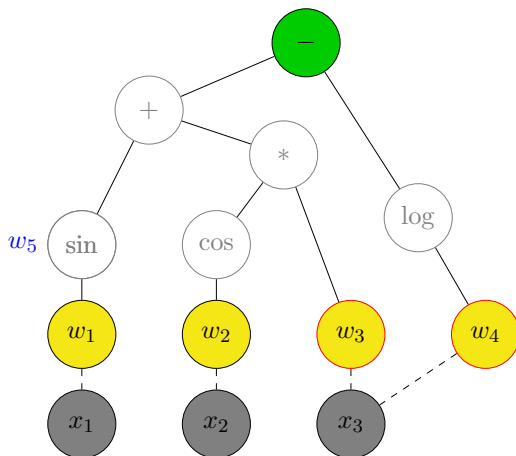 −
+
*
log
w₅ sin cos
w₁ w₂ w₃ w₄
x₁ x₂ x₃